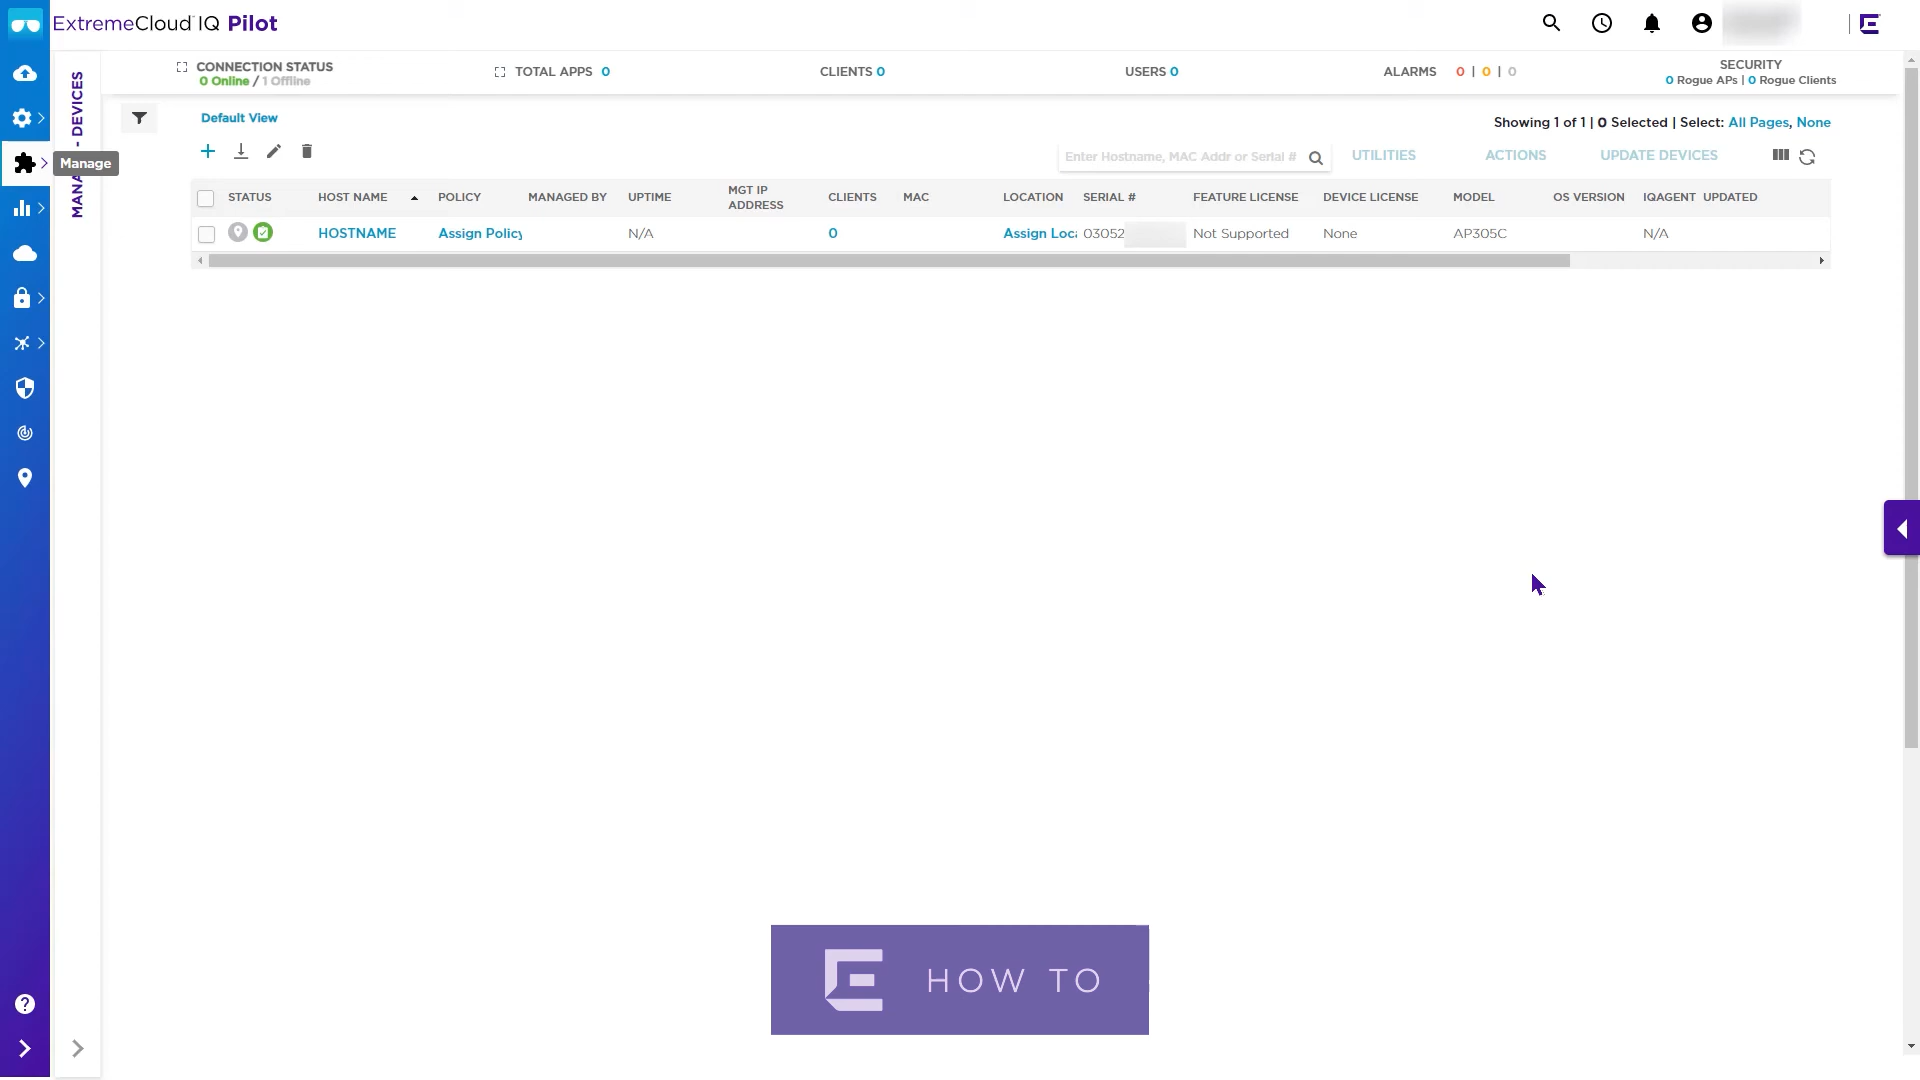 ExtremeCloud IQ Pilot
CONNECTION STATUS
0 Online / 1 Offline
TOTAL APPS 0
CLIENTS 0
USERS 0
ALARMS 0 | 0 | 0
SECURITY
0 Rogue APs | 0 Rogue Clients
- DEVICES
Manage
Default View
Showing 1 of 1 | 0 Selected | Select: All Pages, None
Enter Hostname, MAC Addr or Serial #
UTILITIES
ACTIONS
UPDATE DEVICES
STATUS HOST NAME POLICY MANAGED BY UPTIME MGT IP ADDRESS CLIENTS MAC LOCATION SERIAL # FEATURE LICENSE DEVICE LICENSE MODEL OS VERSION IQAGENT UPDATED
HOSTNAME Assign Policy N/A 0 Assign Loc 03052 Not Supported None AP305C N/A
HOW TO